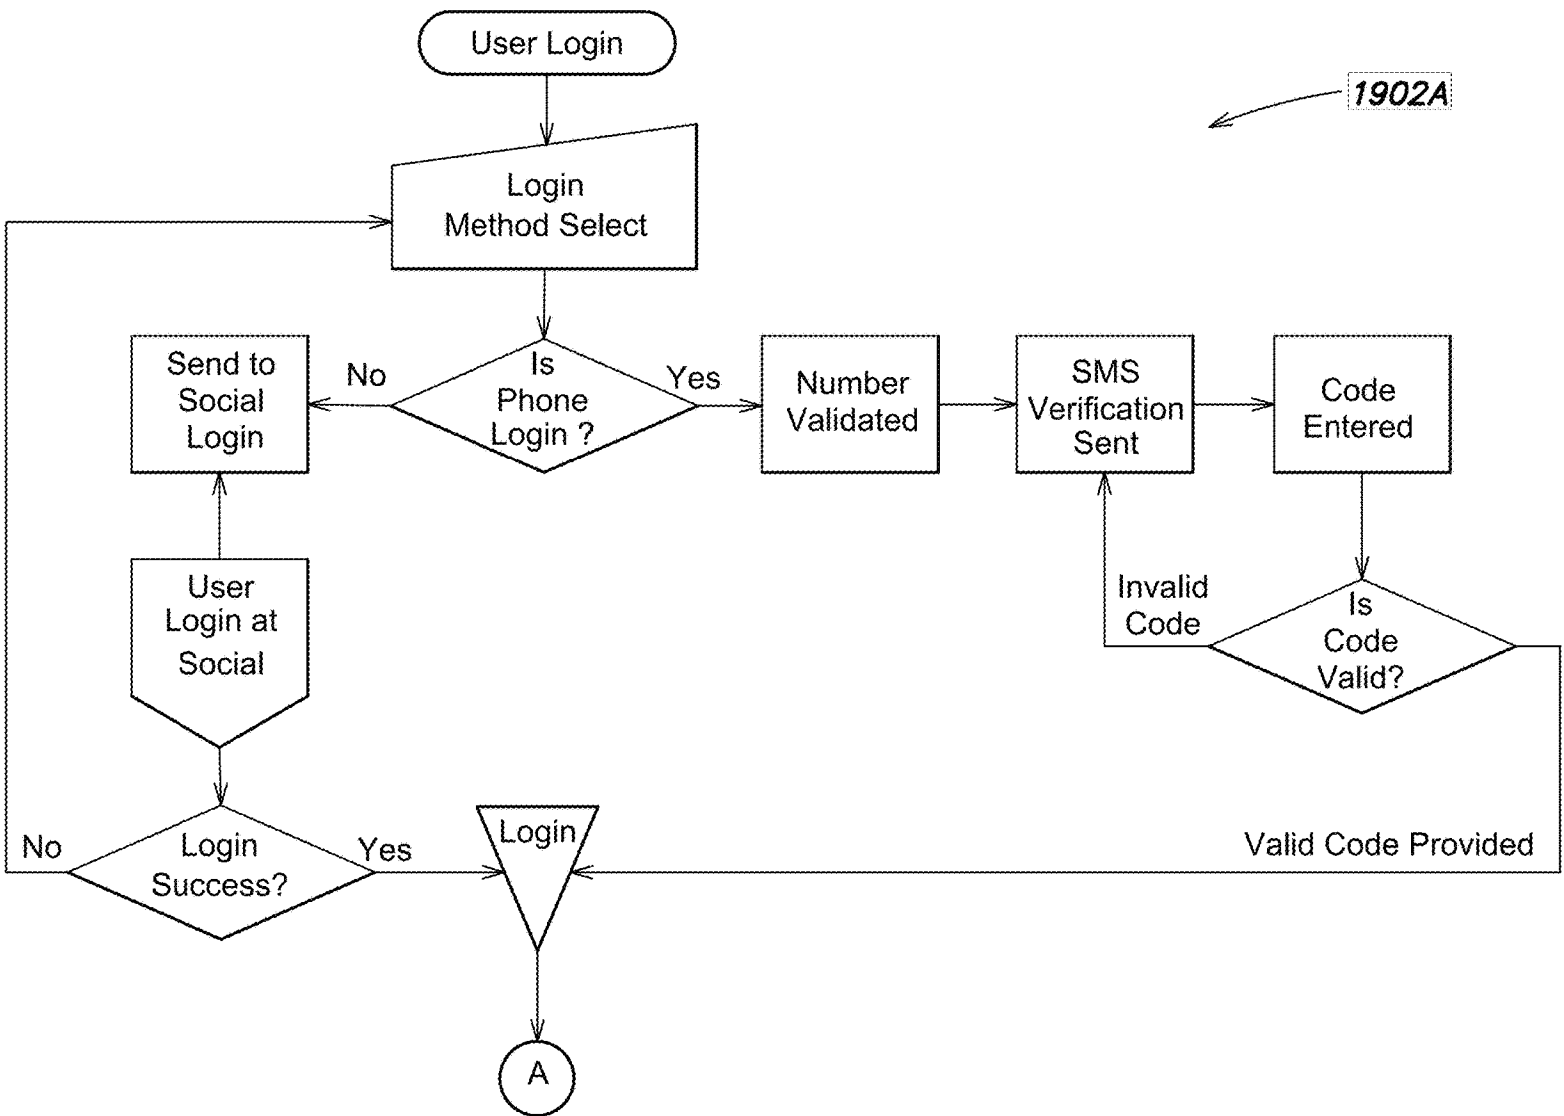 User Login
1902A
Login
Method Select
Send to
Social
Login
No
Is
Phone
Login ?
Yes
Number
Validated
SMS
Verification
Sent
Code
Entered
User
Login at
Social
Invalid
Code
Is
Code
Valid?
No
Login
Success?
Yes
Login
Valid Code Provided
A